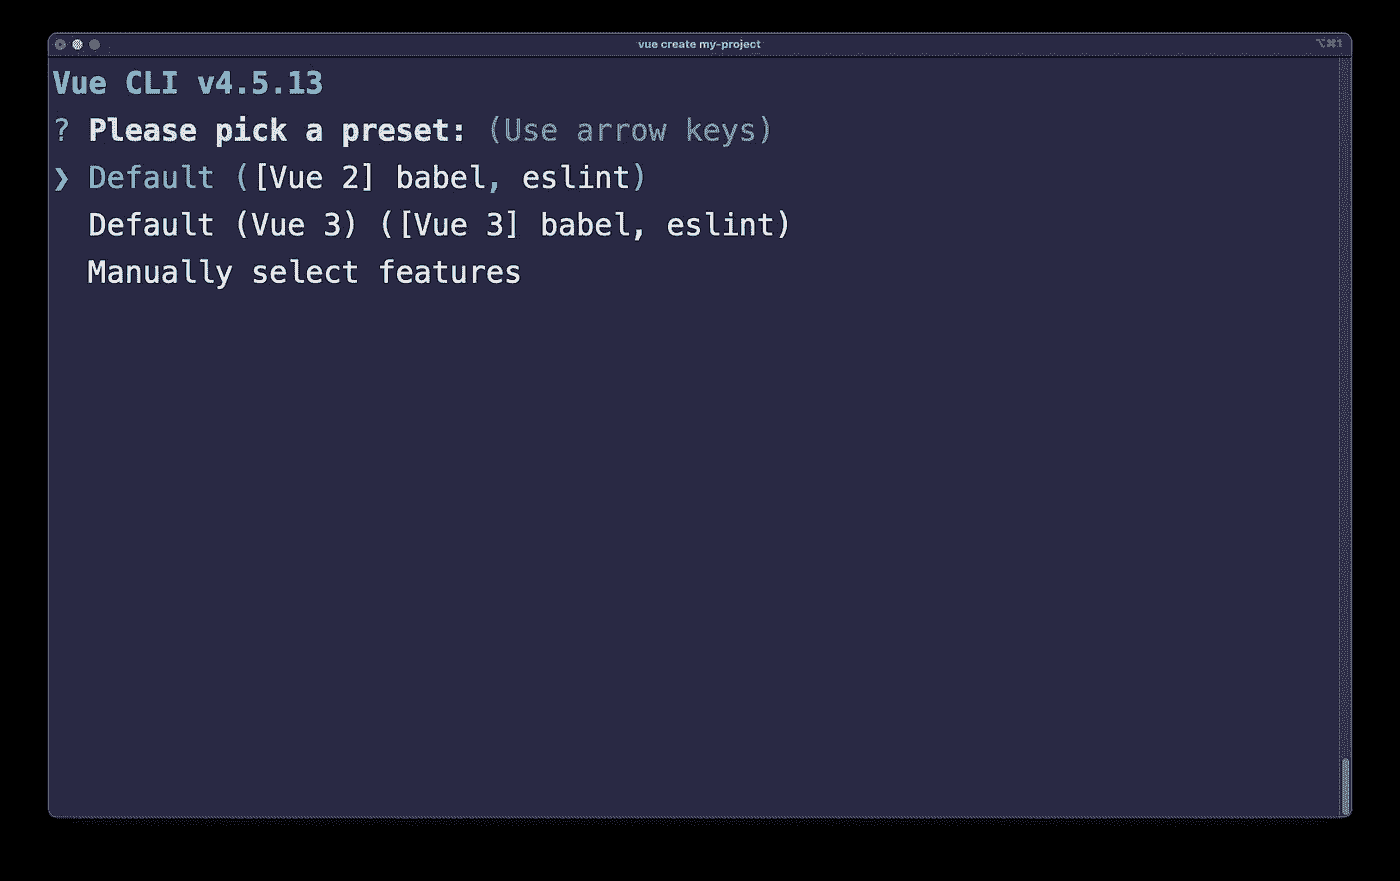 vue create my-project
⌥⌘1
Vue CLI v4.5.13
? Please pick a preset: (Use arrow keys)
❯ Default ([Vue 2] babel, eslint)
Default (Vue 3) ([Vue 3] babel, eslint)
Manually select features